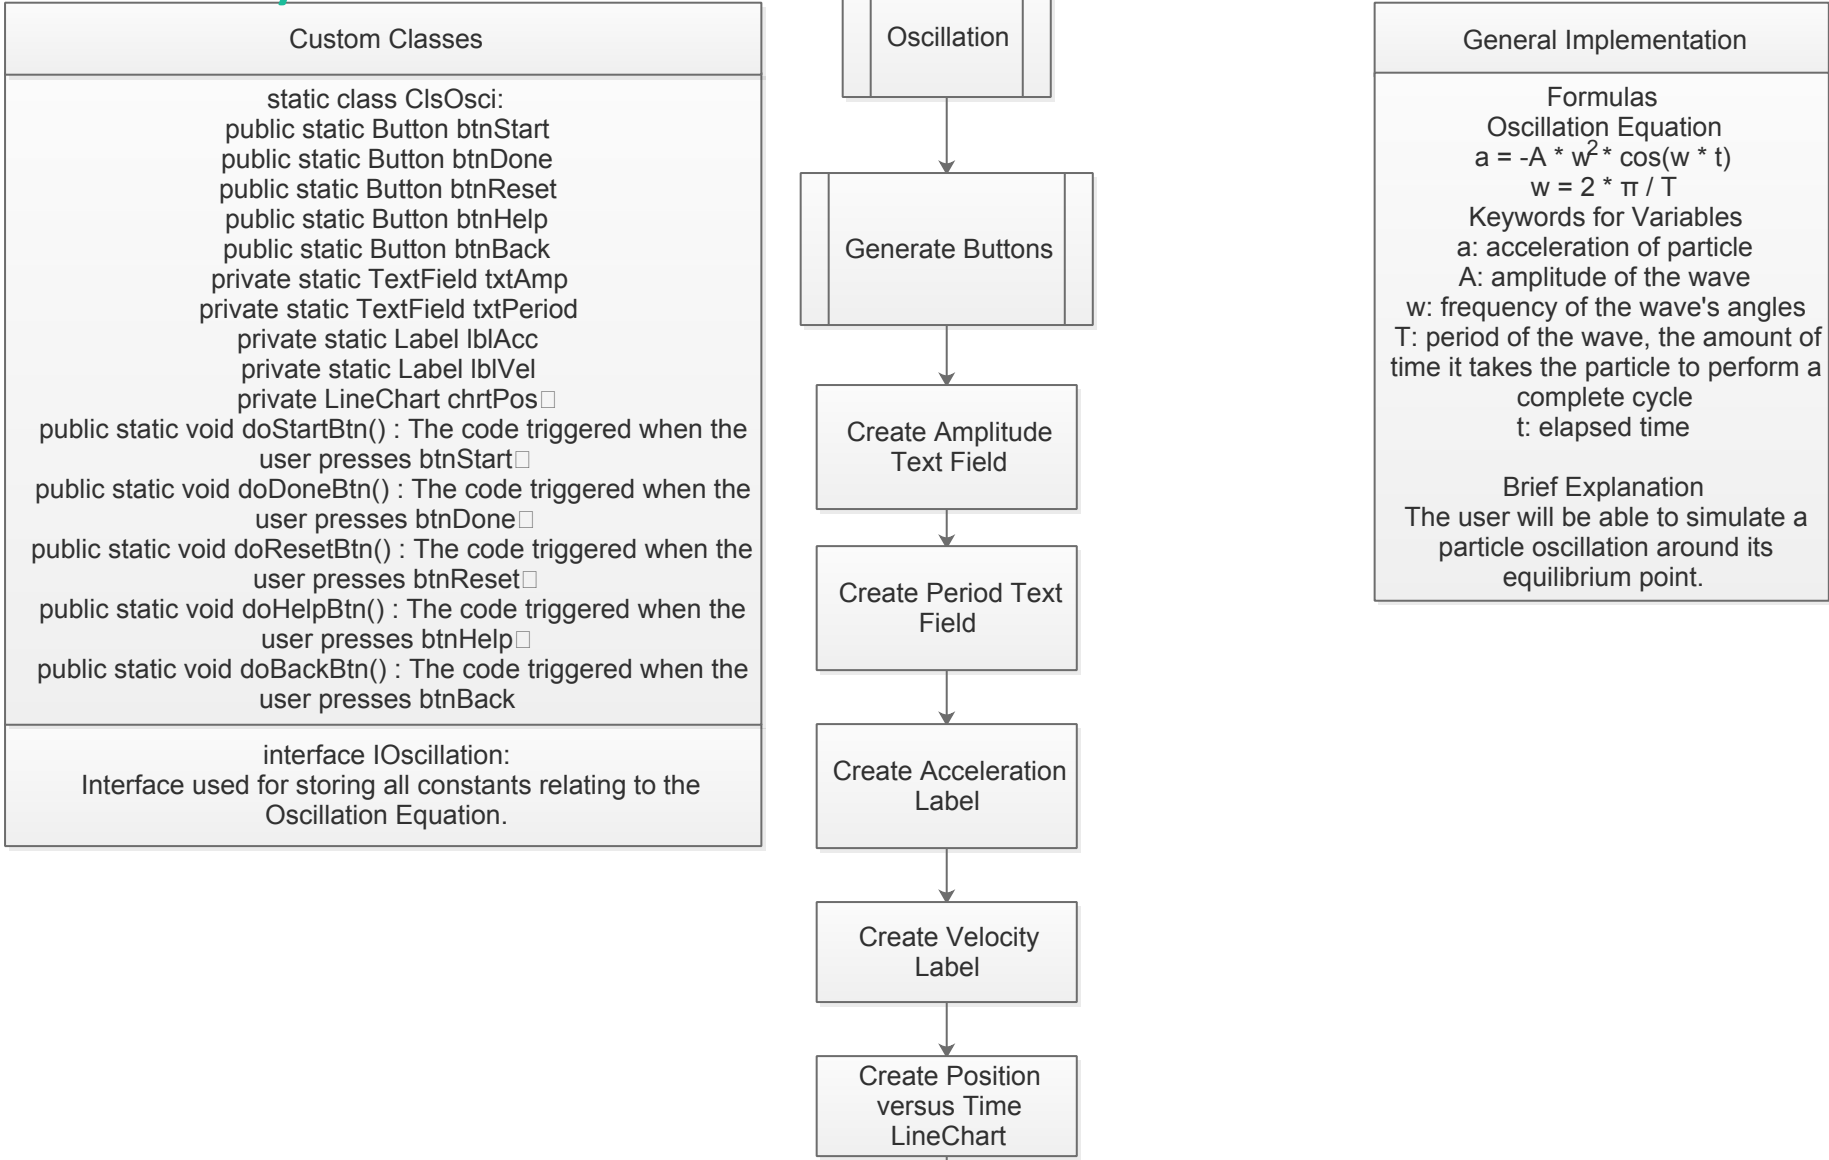 Custom Classes
static class ClsOsci:
public static Button btnStart
public static Button btnDone
public static Button btnReset
public static Button btnHelp
public static Button btnBack
private static TextField txtAmp
private static TextField txtPeriod
private static Label lblAcc
private static Label lblVel
private LineChart chrtPos□
public static void doStartBtn() : The code triggered when the
user presses btnStart□
public static void doDoneBtn() : The code triggered when the
user presses btnDone□
public static void doResetBtn() : The code triggered when the
user presses btnReset□
public static void doHelpBtn() : The code triggered when the
user presses btnHelp□
public static void doBackBtn() : The code triggered when the
user presses btnBack
interface IOscillation:
Interface used for storing all constants relating to the
Oscillation Equation.
Oscillation
Generate Buttons
Create Amplitude
Text Field
Create Period Text
Field
Create Acceleration
Label
Create Velocity
Label
Create Position
versus Time
LineChart
General Implementation
Formulas
Oscillation Equation
a = -A * w² * cos(w * t)
w = 2 * π / T
Keywords for Variables
a: acceleration of particle
A: amplitude of the wave
w: frequency of the wave's angles
T: period of the wave, the amount of
time it takes the particle to perform a
complete cycle
t: elapsed time
Brief Explanation
The user will be able to simulate a
particle oscillation around its
equilibrium point.